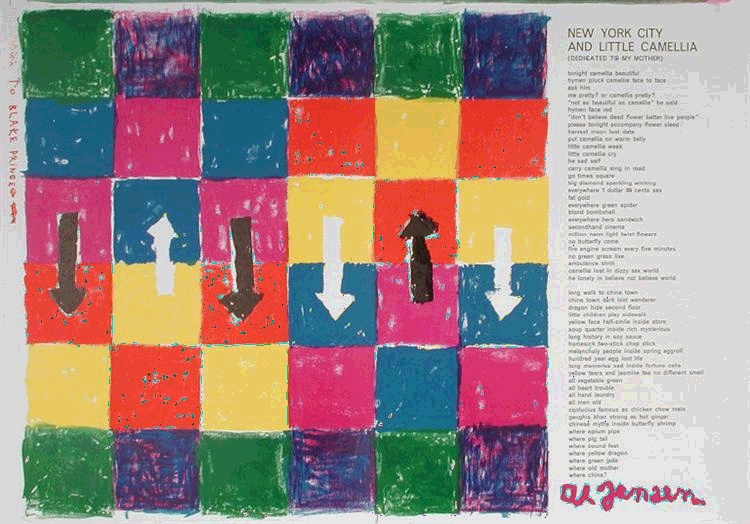 NEW YORK CITY
AND LITTLE CAMELLIA
(DEDICATED TO MY MOTHER)
tonight camellia beautiful
hymen pluck camellia face to face
ask him
me pretty? or camellia pretty?
"not as beautiful as camellia" he said
hymen face red
"don't believe dead flower better live people"
please tonight accompany flower sleep
harvest moon lost date
put camellia on warm belly
little camellia weak
little camellia cry
he sad self
carry camellia sing in road
go times square
big diamond sparkling winking
everywhere 1 dollar 99 cents sex
fat gold
everywhere green spider
blond bombshell
everywhere hero sandwich
secondhand cinema
million neon light twist flowers
no butterfly come
fire engine scream every five minutes
no green grass live
ambulance shrill
camellia lost in dizzy sex world
he lonely in believe not believe world
long walk to china town
china town dark lost wanderer
dragon hide second floor
little children play sidewalk
yellow face half-smile inside store
soup quarter inside rich mysterious
long history in soy sauce
homesick two-stick chop stick
melancholy people inside spring eggroll
hundred year egg lost life
long memories sad inside fortune cake
yellow tears and jasmine tea no different smell
all vegetable green
all heart trouble
all hand laundry
all men old
confucius famous as chicken chow mein
genghiy khan strong as hot ginger
chinese myths inside butterfly shrimp
where opium pipe
where pig tail
where bound feet
where yellow dragon
where green jade
where old mother
where china?
Al Jensen
TO BLAKE PRINCE